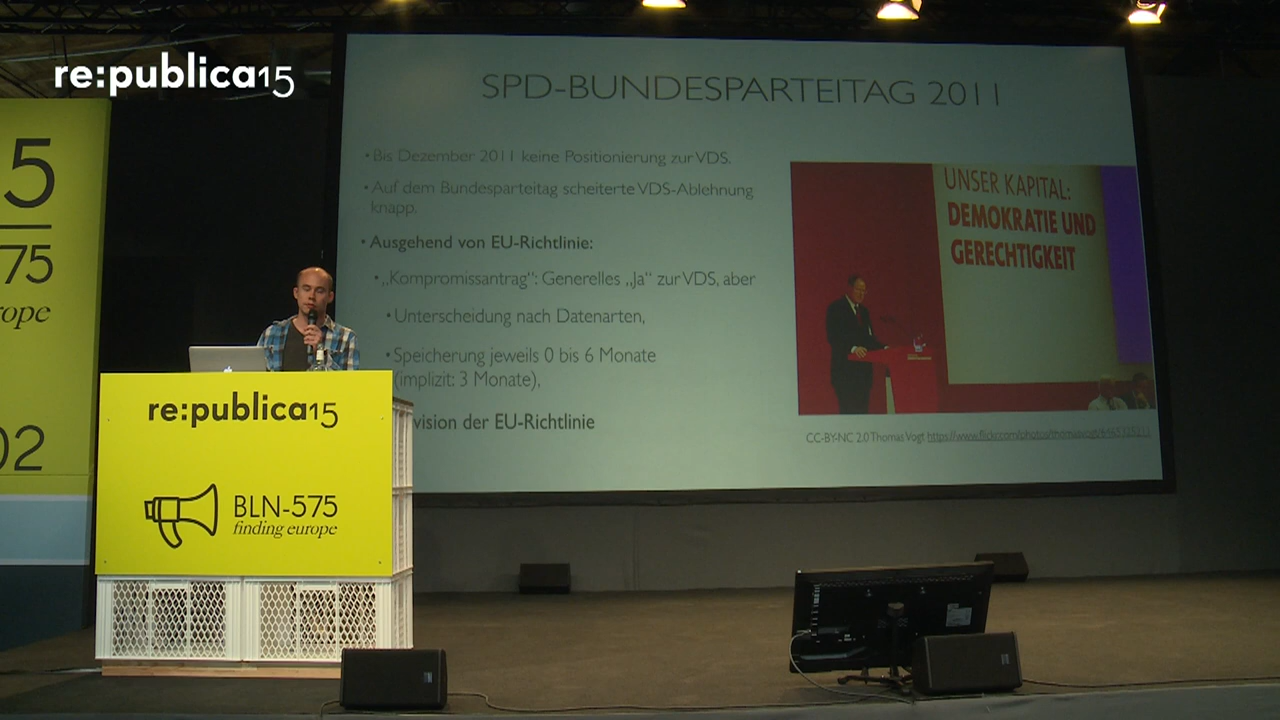 re:publica15
5
75
ope
02
SPD-BUNDESPARTEITAG 2011
• Bis Dezember 2011 keine Positionierung zur VDS.
• Auf dem Bundesparteitag scheiterte VDS-Ablehnung
knapp.
• Ausgehend von EU-Richtlinie:
• „Kompromissantrag“: Generelles „Ja“ zur VDS, aber
• Unterscheidung nach Datenarten,
• Speicherung jeweils 0 bis 6 Monate
(implizit: 3 Monate),
vision der EU-Richtlinie
UNSER KAPITAL:
DEMOKRATIE UND
GERECHTIGKEIT
CC-BY-NC 2.0 Thomas Vogt
re:publica15
BLN-575
finding europe